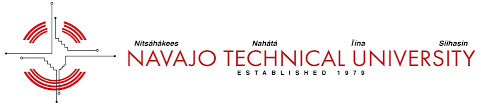 Nitsáhákees Nahátá Íína Siihasin
NAVAJO TECHNICAL UNIVERSITY
ESTABLISHED 1979